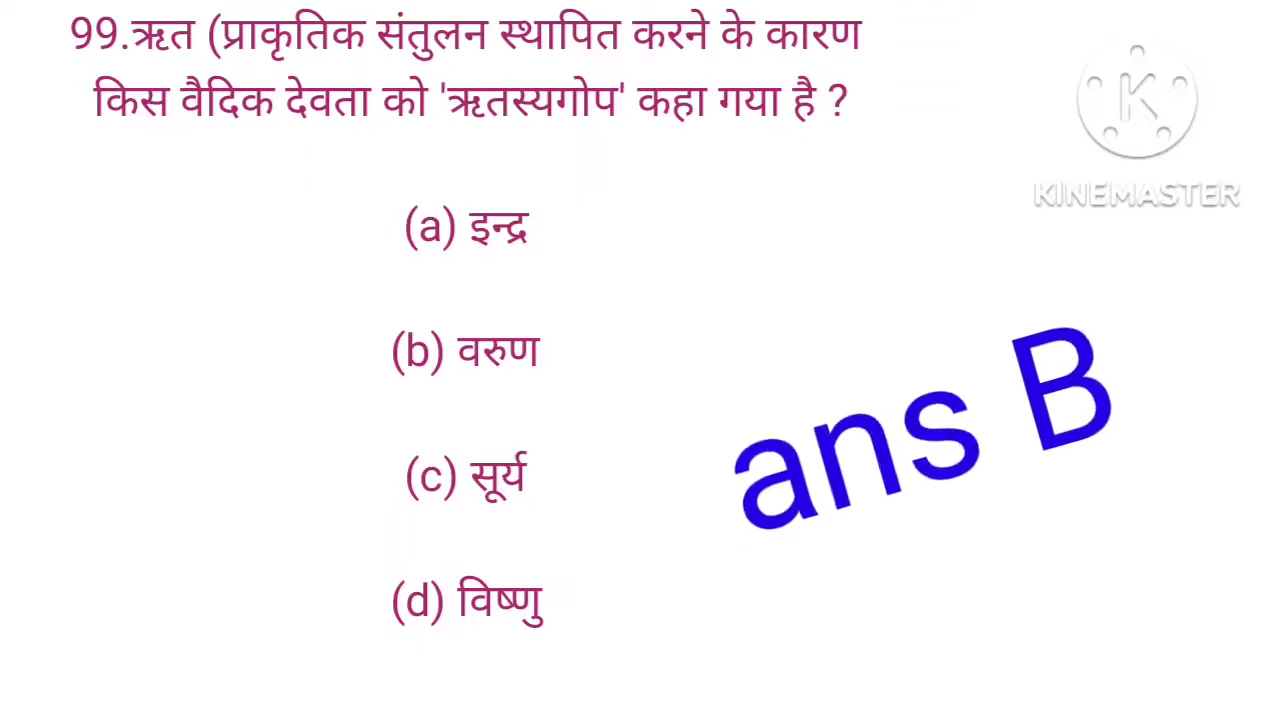 99.ऋत (प्राकृतिक संतुलन स्थापित करने के कारण
किस वैदिक देवता को 'ऋतस्यगोप' कहा गया है ?
K
KINEMASTER
(a) इन्द्र
(b) वरुण
(c) सूर्य
(d) विष्णु
ans B